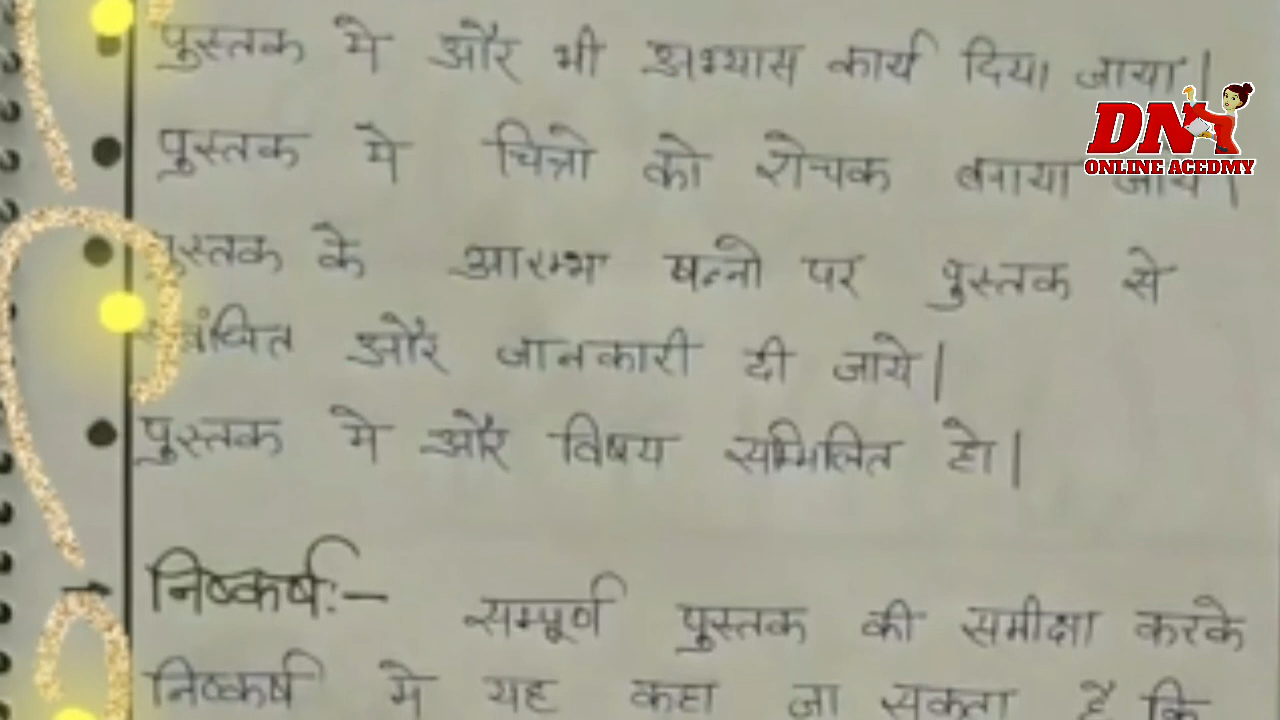 पुस्तक मे और भी अभ्यास कार्य दिया जाया।
पुस्तक मे चित्रो को रोचक बनाया जाये।
पुस्तक के आरम्भ पन्नो पर पुस्तक से
संबंधित और जानकारी दी जाये।
पुस्तक मे और विषय सम्मिलित हो।
→ निष्कर्ष:- सम्पूर्ण पुस्तक की समीक्षा करके
निष्कर्ष मे यह कहा जा सकता है कि
DN
ONLINE ACEDMY